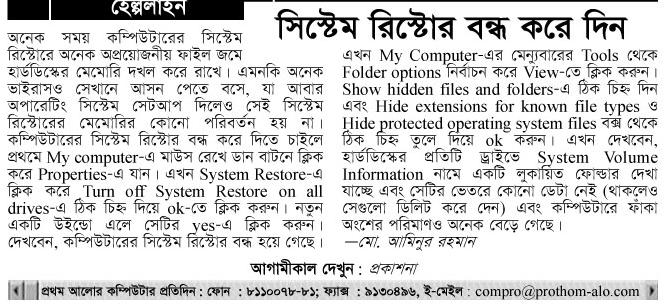 হেল্পলাইন
সিস্টেম রিস্টোর বন্ধ করে দিন
অনেক সময় কম্পিউটারের সিস্টেম
রিস্টোরে অনেক অপ্রয়োজনীয় ফাইল জমে
হার্ডডিস্কের মেমোরি দখল করে রাখে। এমনকি অনেক
ভাইরাসও সেখানে আসন পেতে বসে, যা আবার
অপারেটিং সিস্টেম সেটআপ দিলেও সেই সিস্টেম
রিস্টোরের মেমোরির কোনো পরিবর্তন হয় না।
কম্পিউটারের সিস্টেম রিস্টোর বন্ধ করে দিতে চাইলে
প্রথমে My computer-এ মাউস রেখে ডান বাটনে ক্লিক
করে Properties-এ যান। এখন System Restore-এ
ক্লিক করে Turn off System Restore on all
drives-এ ঠিক চিহ্ন দিয়ে ok-তে ক্লিক করুন। নতুন
একটি উইন্ডো এলে সেটির yes-এ ক্লিক করুন।
দেখবেন, কম্পিউটারের সিস্টেম রিস্টোর বন্ধ হয়ে গেছে।
এখন My Computer-এর মেন্যুবারের Tools থেকে
Folder options নির্বাচন করে View-তে ক্লিক করুন।
Show hidden files and folders-এ ঠিক চিহ্ন দিন
এবং Hide extensions for known file types ও
Hide protected operating system files বক্স থেকে
ঠিক চিহ্ন তুলে দিয়ে ok করুন। এখন দেখবেন,
হার্ডডিস্কের প্রতিটি ড্রাইভে System Volume
Information নামে একটি লুকায়িত ফোল্ডার দেখা
যাচ্ছে এবং সেটির ভেতরে কোনো ডেটা নেই (থাকলেও
সেগুলো ডিলিট করে দেন) এবং কম্পিউটারে ফাঁকা
অংশের পরিমাণও অনেক বেড়ে গেছে।
—মো. আমিনুর রহমান
আগামীকাল দেখুন : প্রকাশনা
প্রথম আলোর কম্পিউটার প্রতিদিন : ফোন : ৮১১০০৭৮-৮১; ফ্যাক্স : ৯১৩০৪৯৬, ই-মেইল : compro@prothom-alo.com